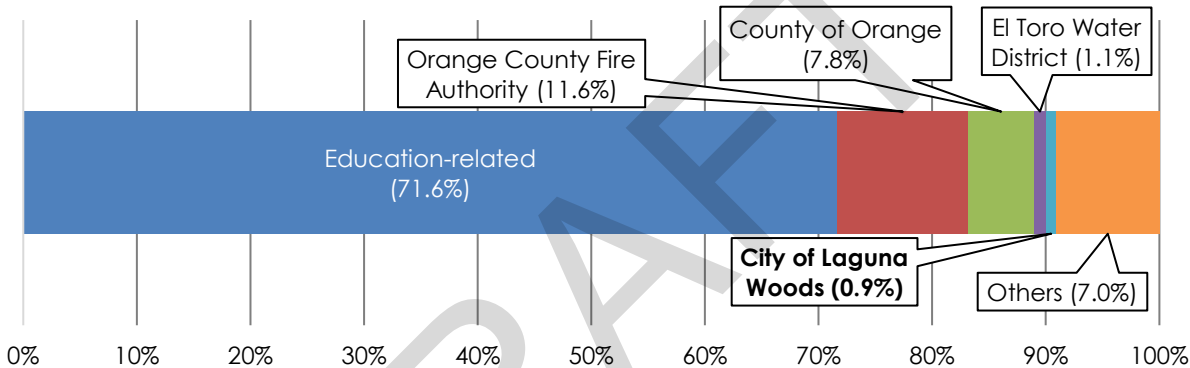 County of Orange
(7.8%)
El Toro Water
District (1.1%)
Orange County Fire
Authority (11.6%)
Education-related
(71.6%)
City of Laguna
Woods (0.9%)
Others (7.0%)
0%
10%
20%
30%
40%
50%
60%
70%
80%
90%
100%
DRAFT